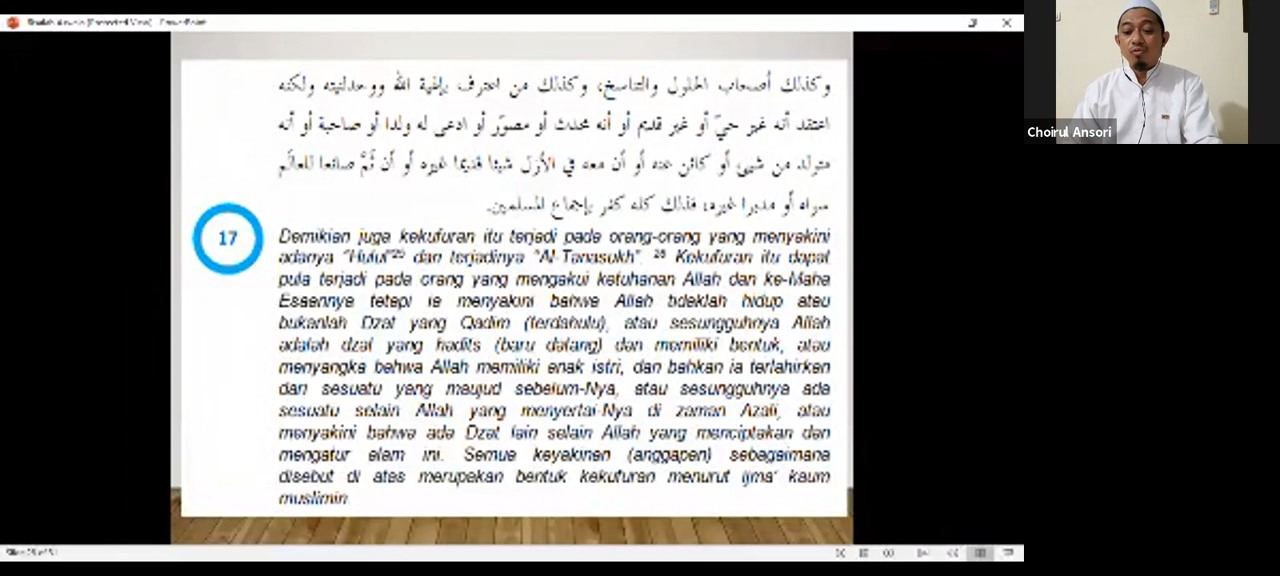 Risalah Aswaja [Protected View] - PowerPoint
وكذلك أصحاب الحلول والتناسخ، وكذلك من اعترف بإلهية الله ووحدانيته ولكنه
اعتقد أنه غير حيّ أو غير قديم أو أنه محدث أو مصوّر أو ادعى له ولدا أو صاحبة أو أنه
متولد من شيئ أو كائن عنه أو أن معه في الأزل شيئا قديما غيره أو أن ثَمَّ صانعا للعالَم
سواه أو مدبرا غيره، فذلك كله كفر بإجماع المسلمين.
17
Demikian juga kekufuran itu terjadi pada orang-orang yang menyakini
adanya "Hulul"²⁵ dan terjadinya "Al-Tanasukh". ²⁶ Kekufuran itu dapat
pula terjadi pada orang yang mengakui ketuhanan Allah dan ke-Maha
Esaannya tetapi ia menyakini bahwa Allah tidaklah hidup atau
bukanlah Dzat yang Qadim (terdahulu), atau sesungguhnya Allah
adalah dzat yang hadits (baru datang) dan memiliki bentuk, atau
menyangka bahwa Allah memiliki anak istri, dan bahkan ia terlahirkan
dari sesuatu yang maujud sebelum-Nya, atau sesungguhnya ada
sesuatu selain Allah yang menyertai-Nya di zaman Azali, atau
menyakini bahwa ada Dzat lain selain Allah yang menciptakan dan
mengatur alam ini. Semua keyakinan (anggapan) sebagaimana
disebut di atas merupakan bentuk kekufuran menurut ijma' kaum
muslimin.
Choirul Ansori